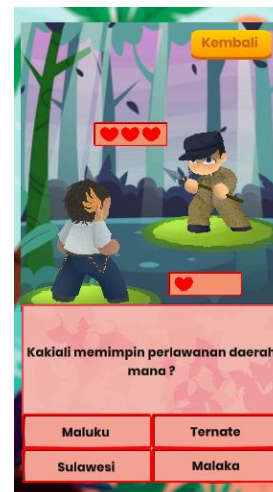 Kembali
Kakiali memimpin perlawanan daerah
mana ?
Maluku
Ternate
Sulawesi
Malaka